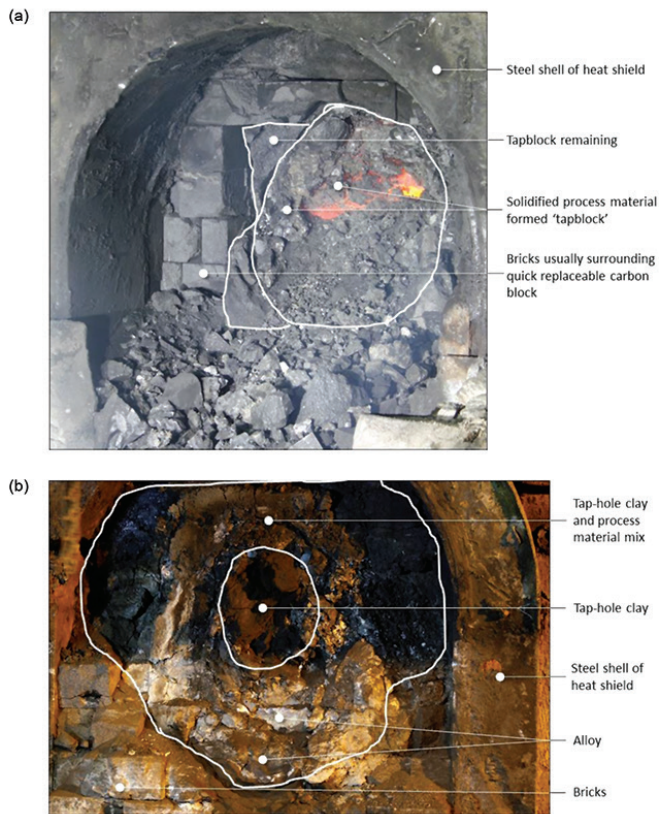 (a)
Steel shell of heat shield
Tapblock remaining
Solidified process material
formed ‘tapblock’
Bricks usually surrounding
quick replaceable carbon
block
(b)
Tap-hole clay
and process
material mix
Tap-hole clay
Steel shell of
heat shield
Alloy
Bricks